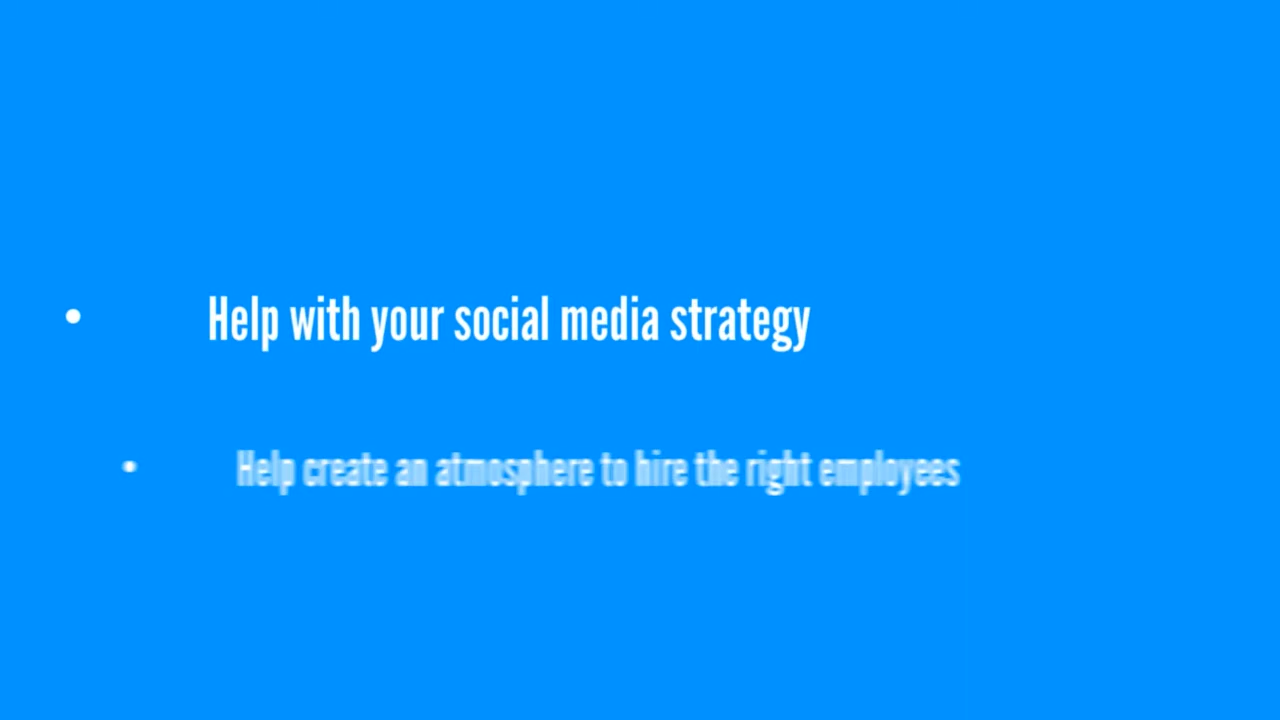 • Help with your social media strategy
• Help create an atmosphere to hire the right employees